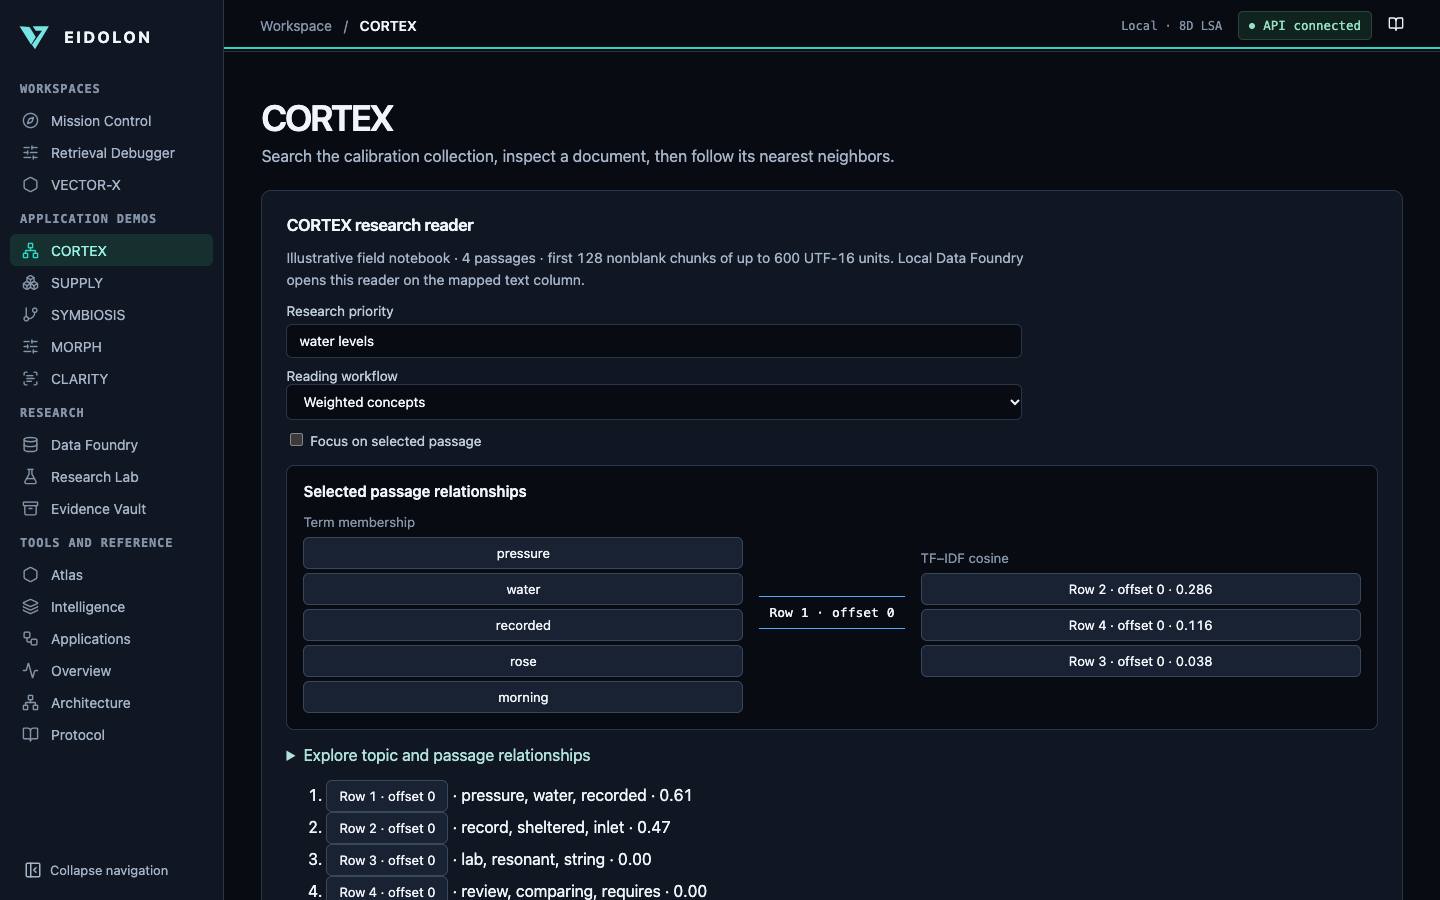 EIDOLON
WORKSPACES
Mission Control
Retrieval Debugger
VECTOR-X
APPLICATION DEMOS
CORTEX
SUPPLY
SYMBIOSIS
MORPH
CLARITY
RESEARCH
Data Foundry
Research Lab
Evidence Vault
TOOLS AND REFERENCE
Atlas
Intelligence
Applications
Overview
Architecture
Protocol
Collapse navigation
Workspace / CORTEX
Local · 8D LSA
API connected
CORTEX
Search the calibration collection, inspect a document, then follow its nearest neighbors.
CORTEX research reader
Illustrative field notebook · 4 passages · first 128 nonblank chunks of up to 600 UTF-16 units. Local Data Foundry
opens this reader on the mapped text column.
Research priority
water levels
Reading workflow
Weighted concepts
Focus on selected passage
Selected passage relationships
Term membership
pressure
water
recorded
rose
morning
Row 1 · offset 0
TF–IDF cosine
Row 2 · offset 0 · 0.286
Row 4 · offset 0 · 0.116
Row 3 · offset 0 · 0.038
Explore topic and passage relationships
1. Row 1 · offset 0 · pressure, water, recorded · 0.61
2. Row 2 · offset 0 · record, sheltered, inlet · 0.47
3. Row 3 · offset 0 · lab, resonant, string · 0.00
4. Row 4 · offset 0 · review, comparing, requires · 0.00